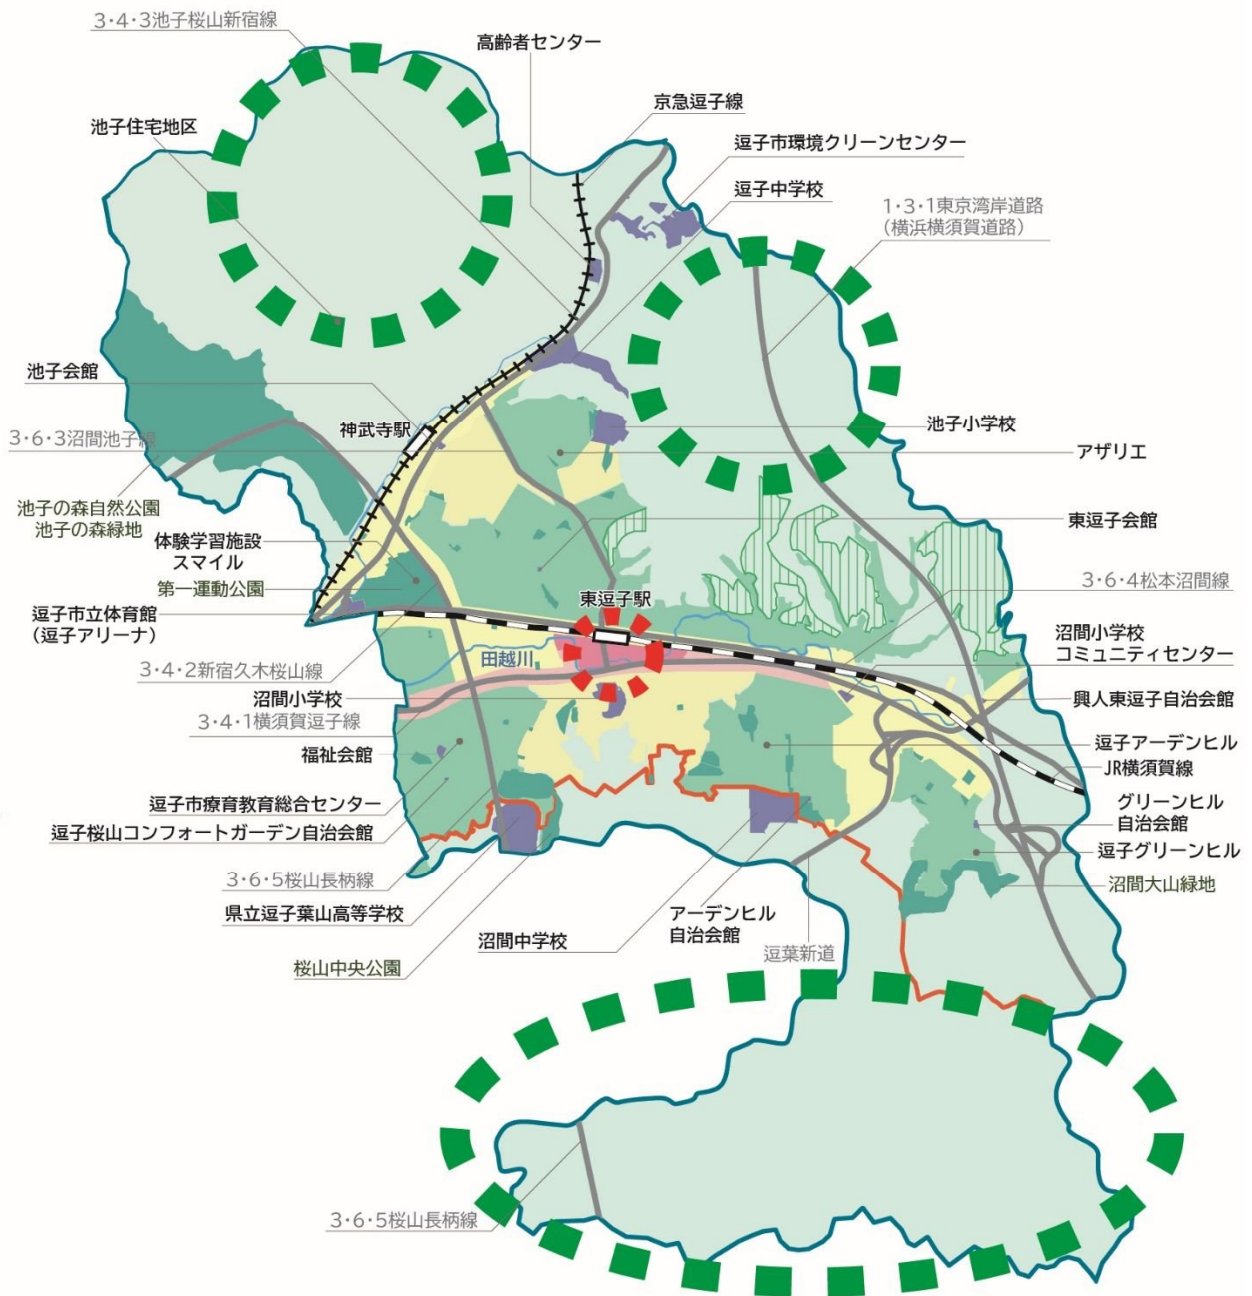 3・4・3池子桜山新宿線
高齢者センター
京急逗子線
池子住宅地区
逗子市環境クリーンセンター
逗子中学校
1・3・1東京湾岸道路
(横浜横須賀道路)
池子会館
神武寺駅
池子小学校
3・6・3沼間池子線
アザリエ
池子の森自然公園
池子の森緑地
東逗子会館
体験学習施設
スマイル
第一運動公園
東逗子駅
3・6・4松本沼間線
逗子市立体育館
(逗子アリーナ)
沼間小学校
コミュニティセンター
田越川
3・4・2新宿久木桜山線
沼間小学校
興人東逗子自治会館
3・4・1横須賀逗子線
福祉会館
逗子アーデンヒル
JR横須賀線
逗子市療育教育総合センター
グリーンヒル
自治会館
逗子桜山コンフォートガーデン自治会館
逗子グリーンヒル
3・6・5桜山長柄線
沼間大山緑地
県立逗子葉山高等学校
アーデンヒル
自治会館
沼間中学校
逗葉新道
桜山中央公園
3・6・5桜山長柄線